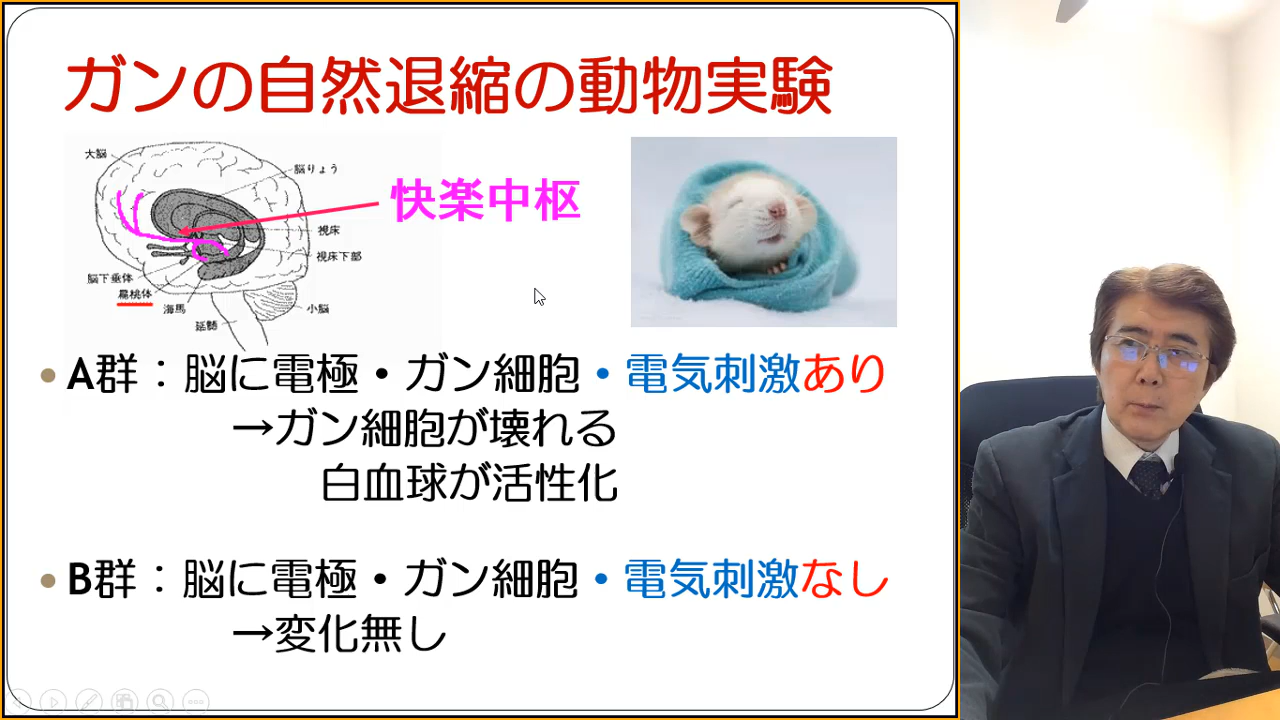 ガンの自然退縮の動物実験
大脳
脳りょう
快楽中枢
視床
視床下部
脳下垂体
扁桃体
海馬
小脳
延髄
• A群：脳に電極・ガン細胞・電気刺激あり
→ガン細胞が壊れる
白血球が活性化
• B群：脳に電極・ガン細胞・電気刺激なし
→変化無し